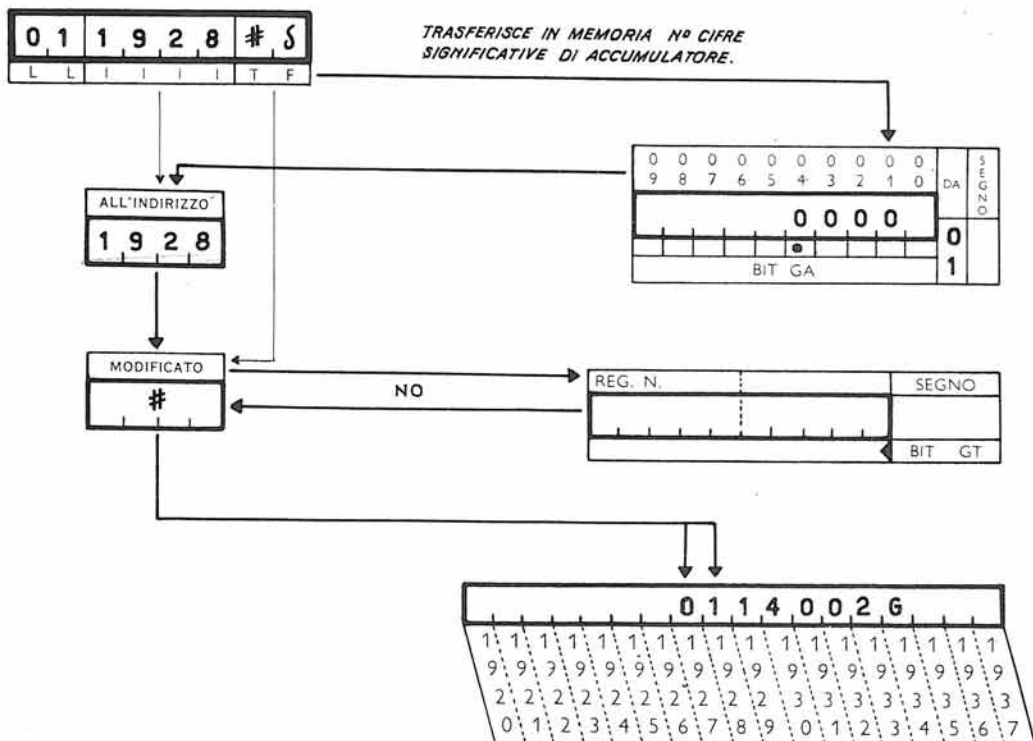 0 1 1 9 2 8 # δ
L L I I I I T F
TRASFERISCE IN MEMORIA Nº CIFRE
SIGNIFICATIVE DI ACCUMULATORE.
0 0 0 0 0 0 0 0 0 0
9 8 7 6 5 4 3 2 1 0
DA
SEGNO
0 0 0 0
0
1
BIT GA
ALL'INDIRIZZO
1 9 2 8
MODIFICATO
#
NO
REG. N.
SEGNO
BIT GT
0 1 1 4 0 0 2 G
1 1 1 1 1 1 1 1 1 1 1 1 1 1 1 1 1 1
9 9 9 9 9 9 9 9 9 9 9 9 9 9 9 9 9 9
2 2 2 2 2 2 2 2 2 2 3 3 3 3 3 3 3 3
0 1 2 3 4 5 6 7 8 9 0 1 2 3 4 5 6 7